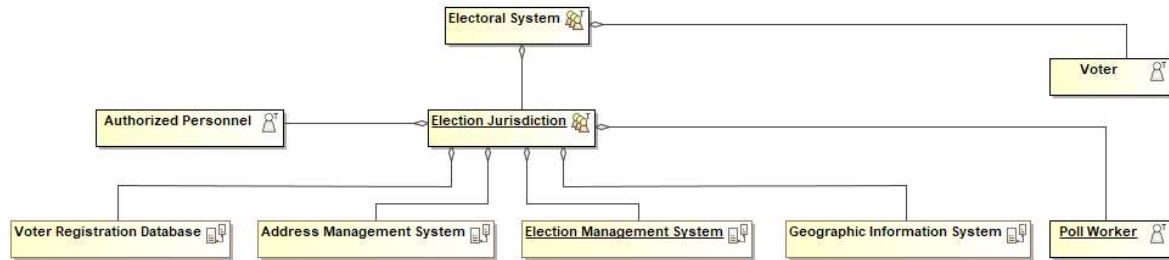 Electoral System
Voter
Authorized Personnel
Election Jurisdiction
Voter Registration Database
Address Management System
Election Management System
Geographic Information System
Poll Worker